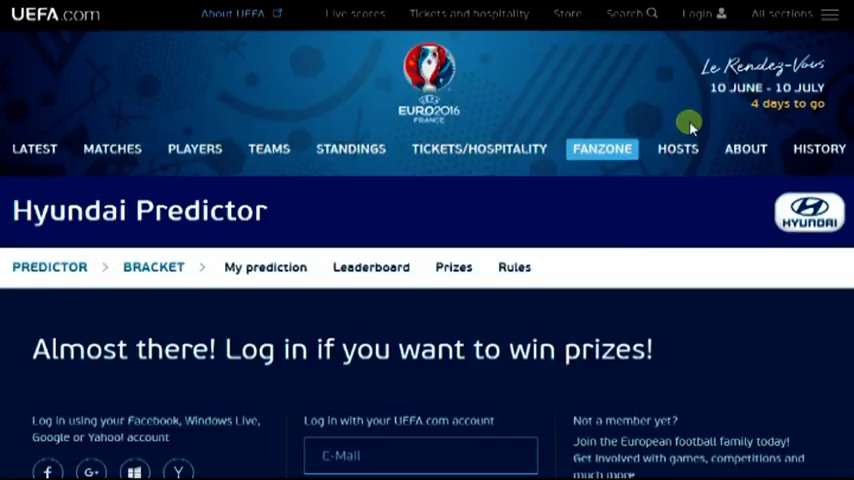 UEFA.com About UEFA Live scores Tickets and hospitality Store Search Login All sections
Le Rendez-Vous
10 JUNE - 10 JULY
4 days to go
UEFA
EURO2016
FRANCE
LATEST MATCHES PLAYERS TEAMS STANDINGS TICKETS/HOSPITALITY FANZONE HOSTS ABOUT HISTORY
Hyundai Predictor
HYUNDAI
PREDICTOR > BRACKET > My prediction Leaderboard Prizes Rules
Almost there! Log in if you want to win prizes!
Log in using your Facebook, Windows Live,
Google or Yahoo! account
f G+ Y
Log in with your UEFA.com account
C-Mail
Not a member yet?
Join the European football family today!
Get involved with games, competitions and
much more